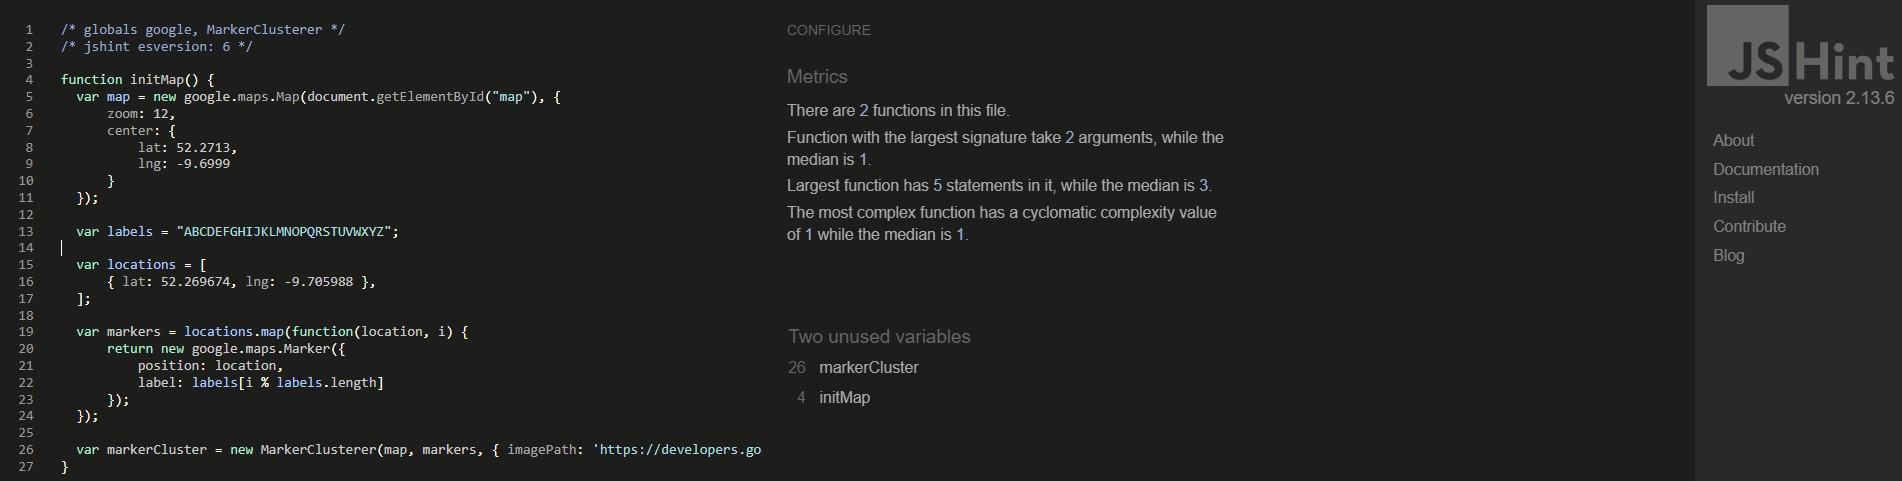 1 /* globals google, MarkerClusterer */
2 /* jshint esversion: 6 */
3
4 function initMap() {
5 var map = new google.maps.Map(document.getElementById("map"), {
6 zoom: 12,
7 center: {
8 lat: 52.2713,
9 lng: -9.6999
10 }
11 });
12
13 var labels = "ABCDEFGHIJKLMNOPQRSTUVWXYZ";
14
15 var locations = [
16 { lat: 52.269674, lng: -9.705988 },
17 ];
18
19 var markers = locations.map(function(location, i) {
20 return new google.maps.Marker({
21 position: location,
22 label: labels[i % labels.length]
23 });
24 });
25
26 var markerCluster = new MarkerClusterer(map, markers, { imagePath: 'https://developers.go
27 }
CONFIGURE
Metrics
There are 2 functions in this file.
Function with the largest signature take 2 arguments, while the
median is 1.
Largest function has 5 statements in it, while the median is 3.
The most complex function has a cyclomatic complexity value
of 1 while the median is 1.
Two unused variables
26 markerCluster
4 initMap
JSHint
version 2.13.6
About
Documentation
Install
Contribute
Blog